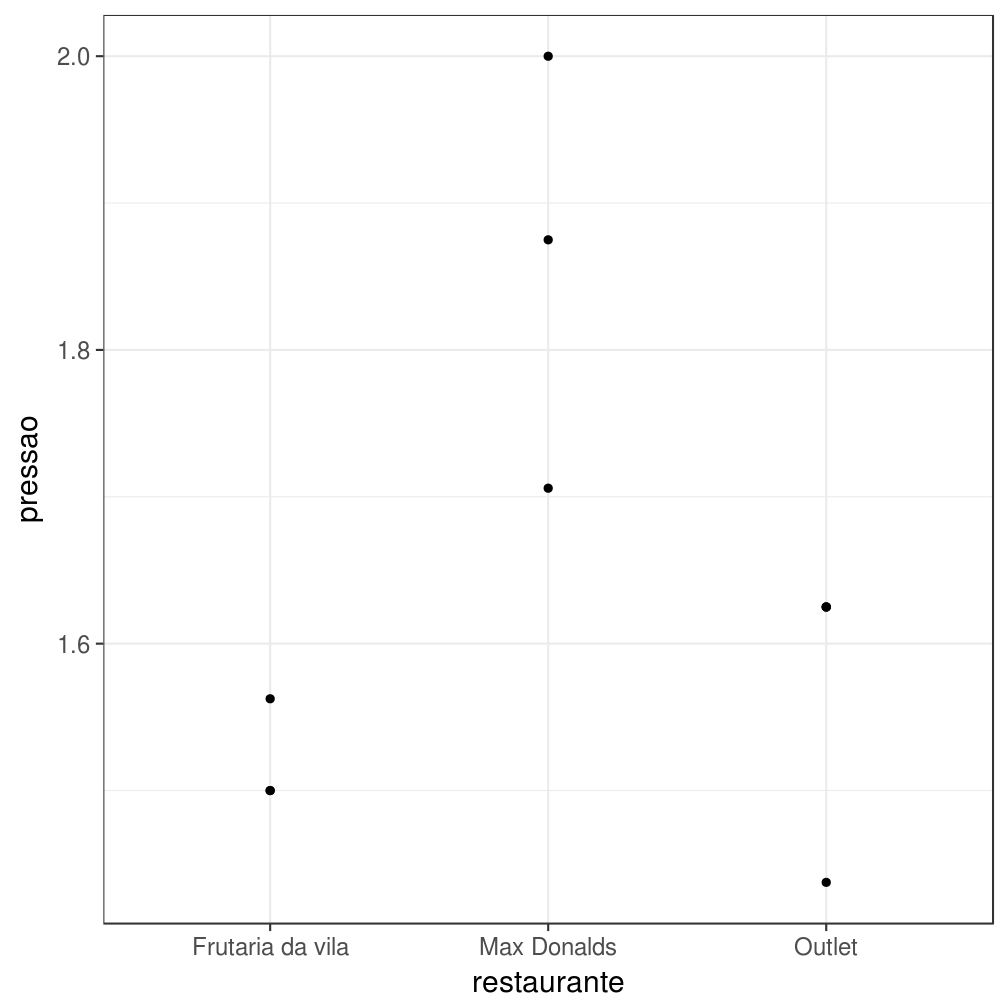 2.0
1.8
1.6
pressao
Frutaria da vila
Max Donalds
Outlet
restaurante